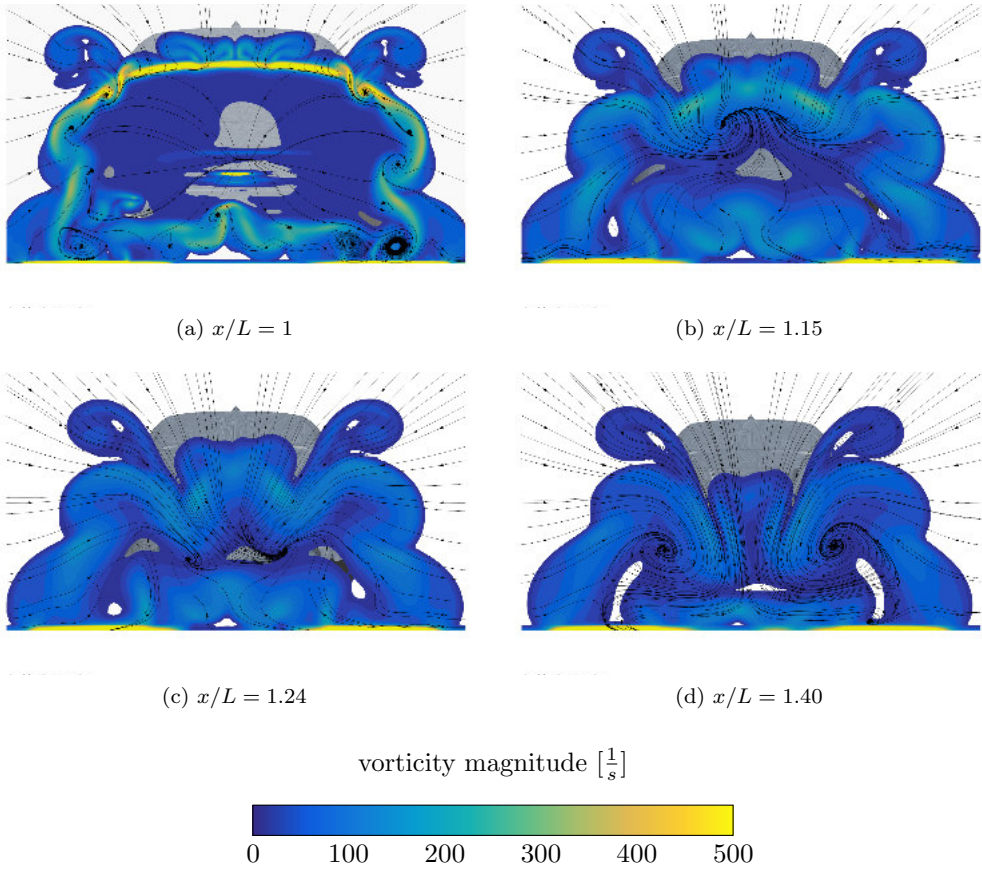 (a) x/L = 1
(b) x/L = 1.15
(c) x/L = 1.24
(d) x/L = 1.40
vorticity magnitude [1/s]
0 100 200 300 400 500